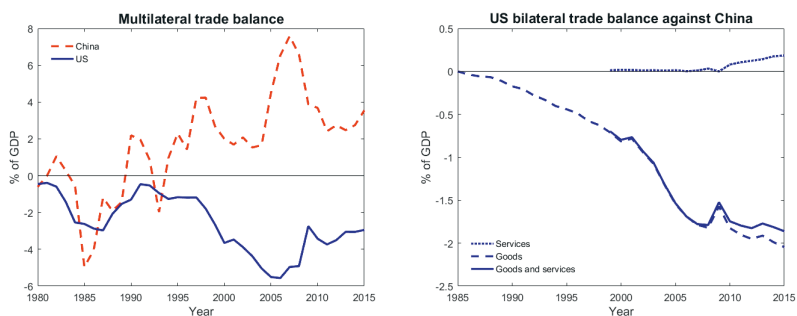 Multilateral trade balance
8
6
4
2
0
-2
-4
-6
% of GDP
China
US
1980 1985 1990 1995 2000 2005 2010 2015
Year
US bilateral trade balance against China
0.5
0
-0.5
-1
-1.5
-2
-2.5
% of GDP
Services
Goods
Goods and services
1985 1990 1995 2000 2005 2010 2015
Year